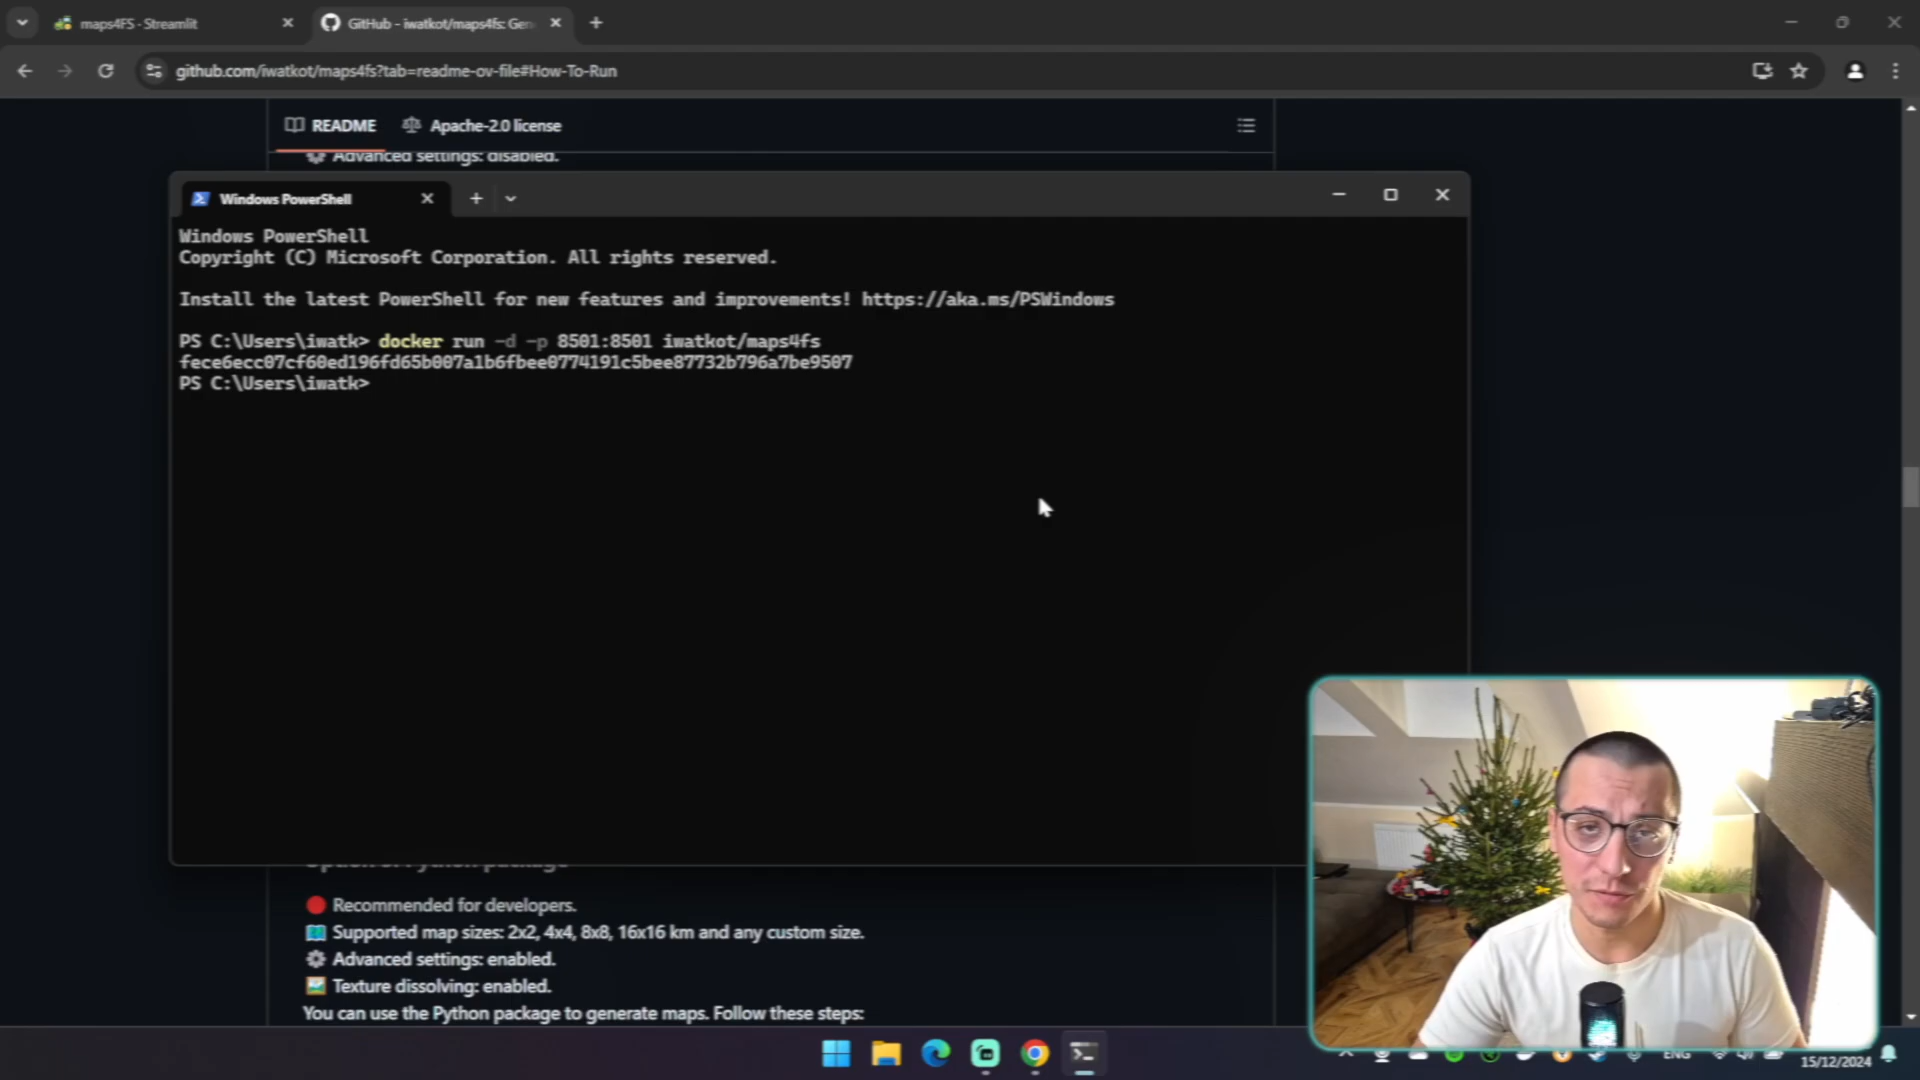 maps4FS · Streamlit
GitHub - iwatkot/maps4fs: Gen
github.com/iwatkot/maps4fs?tab=readme-ov-file#How-To-Run
README
Apache-2.0 license
Advanced settings: disabled.
Windows PowerShell
Windows PowerShell
Copyright (C) Microsoft Corporation. All rights reserved.
Install the latest PowerShell for new features and improvements! https://aka.ms/PSWindows
PS C:\Users\iwatk> docker run -d -p 8501:8501 iwatkot/maps4fs
fece6ecc07cf60ed196fd65b007a1b6fbee0774191c5bee87732b796a7be9507
PS C:\Users\iwatk>
Recommended for developers.
Supported map sizes: 2x2, 4x4, 8x8, 16x16 km and any custom size.
Advanced settings: enabled.
Texture dissolving: enabled.
You can use the Python package to generate maps. Follow these steps:
ENG
15/12/2024